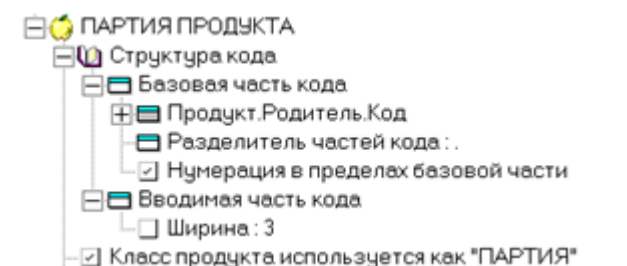 ПАРТИЯ ПРОДУКТА
Структура кода
Базовая часть кода
Продукт.Родитель.Код
Разделитель частей кода : .
Нумерация в пределах базовой части
Вводимая часть кода
Ширина : 3
Класс продукта используется как "ПАРТИЯ"